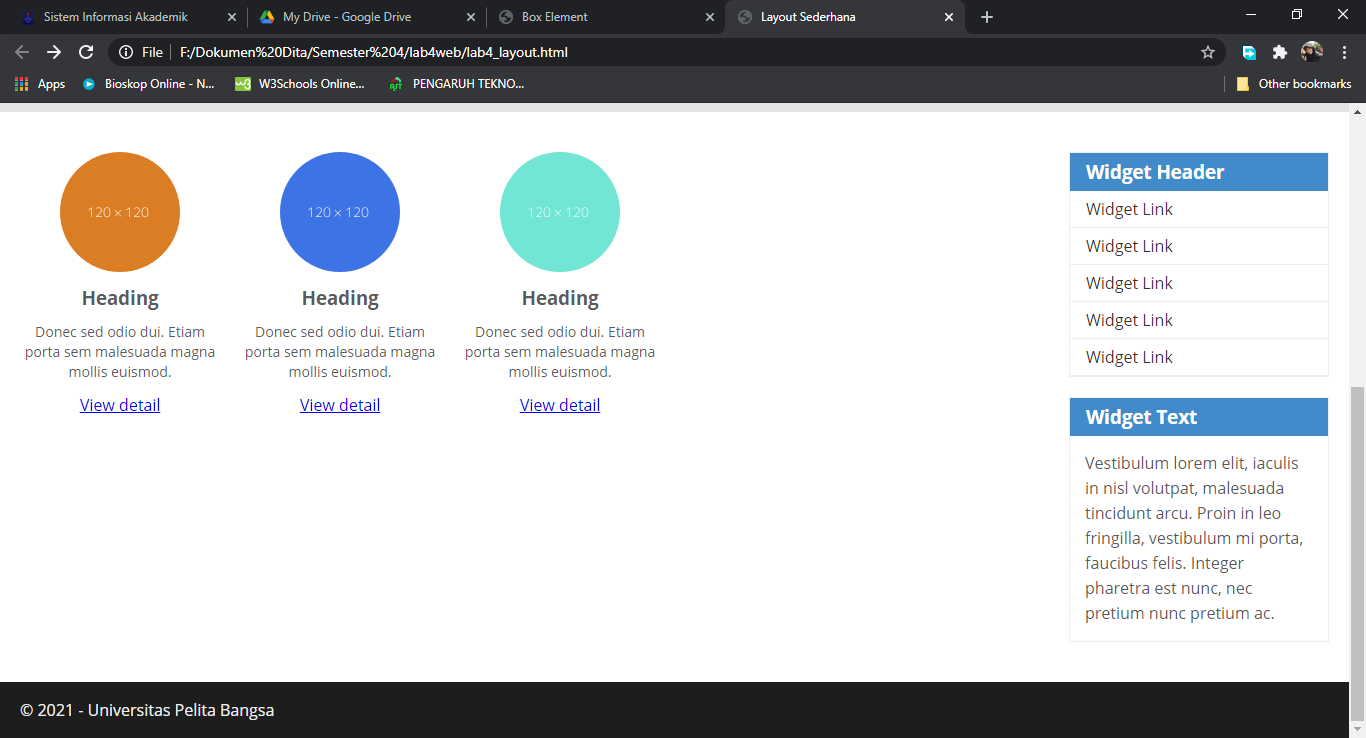 Sistem Informasi Akademik
My Drive - Google Drive
Box Element
Layout Sederhana
File
F:/Dokumen%20Dita/Semester%204/lab4web/lab4_layout.html
Apps
Bioskop Online - N...
W3Schools Online...
PENGARUH TEKNO...
Other bookmarks
120 × 120
Heading
Donec sed odio dui. Etiam
porta sem malesuada magna
mollis euismod.
View detail
120 × 120
Heading
Donec sed odio dui. Etiam
porta sem malesuada magna
mollis euismod.
View detail
120 × 120
Heading
Donec sed odio dui. Etiam
porta sem malesuada magna
mollis euismod.
View detail
Widget Header
Widget Link
Widget Link
Widget Link
Widget Link
Widget Link
Widget Text
Vestibulum lorem elit, iaculis
in nisl volutpat, malesuada
tincidunt arcu. Proin in leo
fringilla, vestibulum mi porta,
faucibus felis. Integer
pharetra est nunc, nec
pretium nunc pretium ac.
© 2021 - Universitas Pelita Bangsa